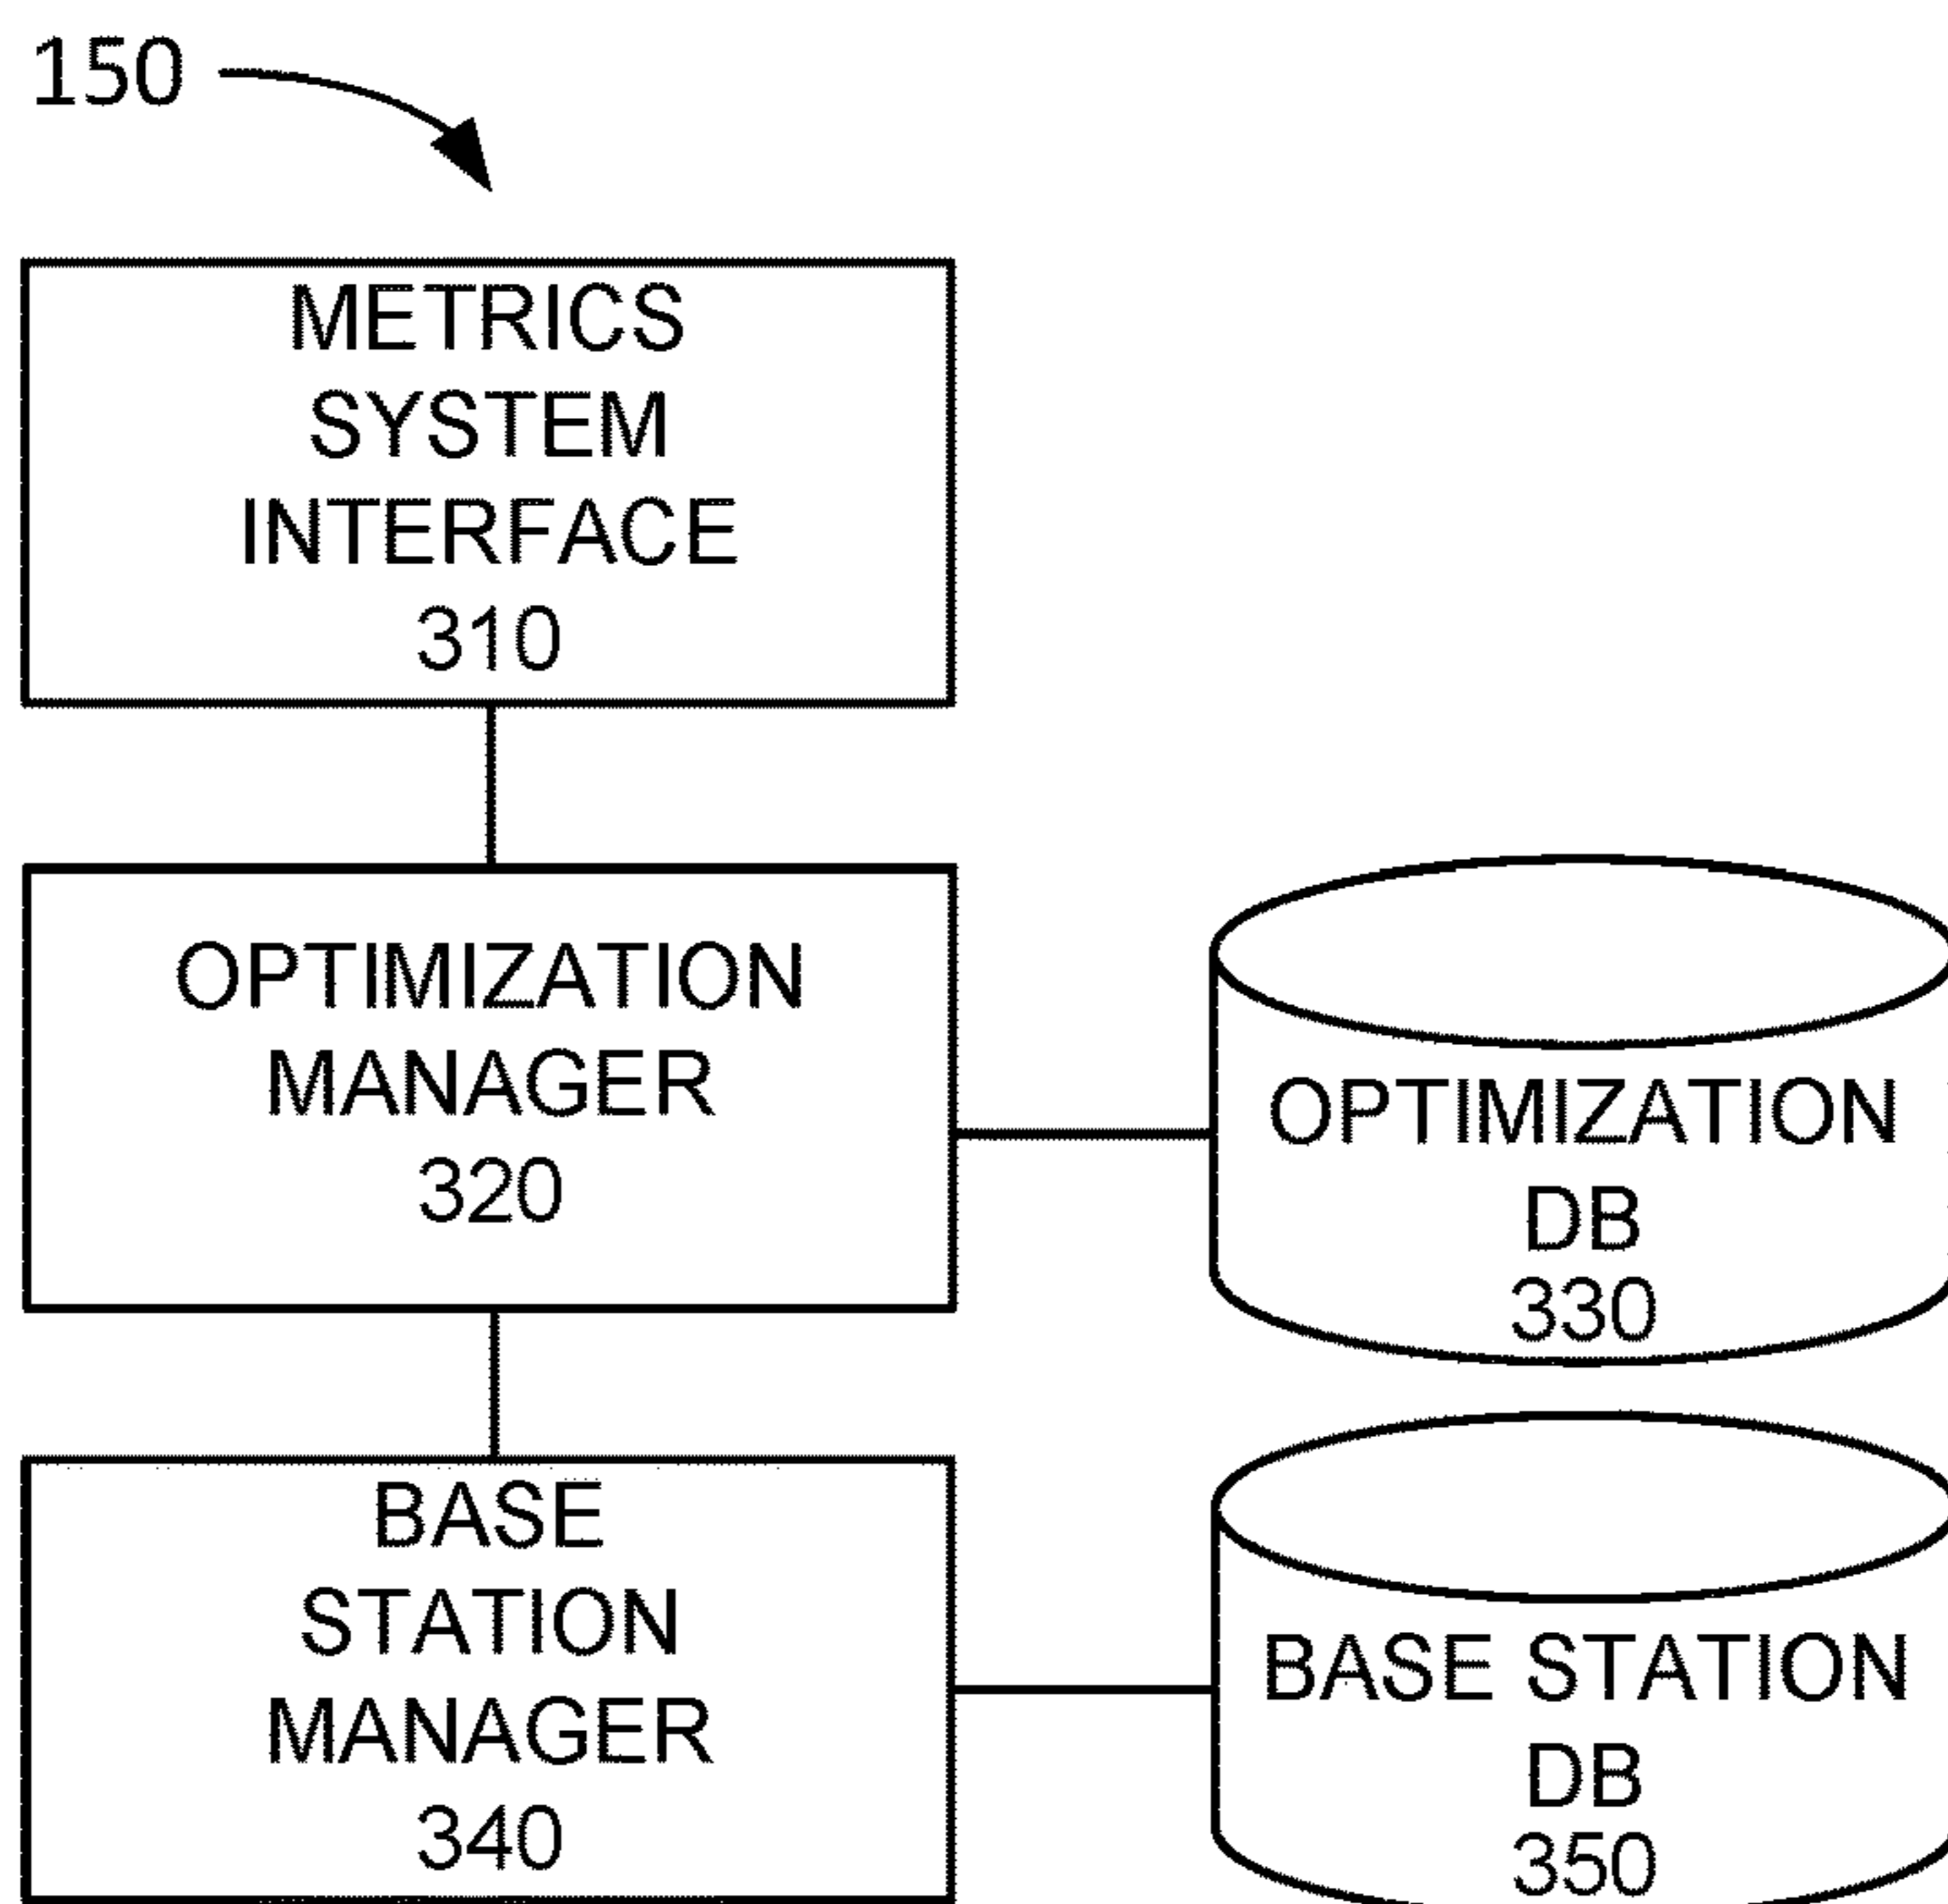 150
METRICS
SYSTEM
INTERFACE
310
OPTIMIZATION
MANAGER
320
OPTIMIZATION
DB
330
BASE
STATION
MANAGER
340
BASE STATION
DB
350